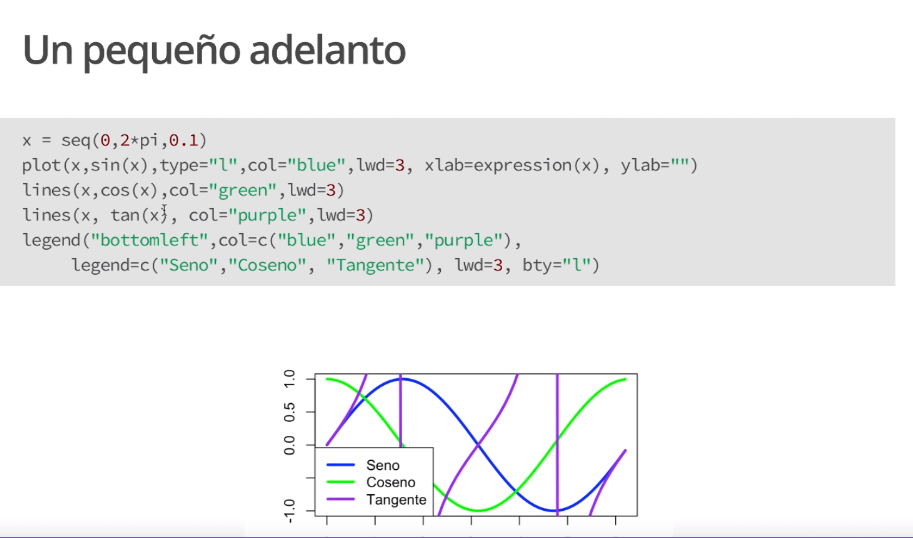 Un pequeño adelanto
x = seq(0,2*pi,0.1)
plot(x,sin(x),type="l",col="blue",lwd=3, xlab=expression(x), ylab="")
lines(x,cos(x),col="green",lwd=3)
lines(x, tan(x), col="purple",lwd=3)
legend("bottomleft",col=c("blue","green","purple"),
legend=c("Seno","Coseno", "Tangente"), lwd=3, bty="l")
1.0
0.5
0.0
-1.0
Seno
Coseno
Tangente